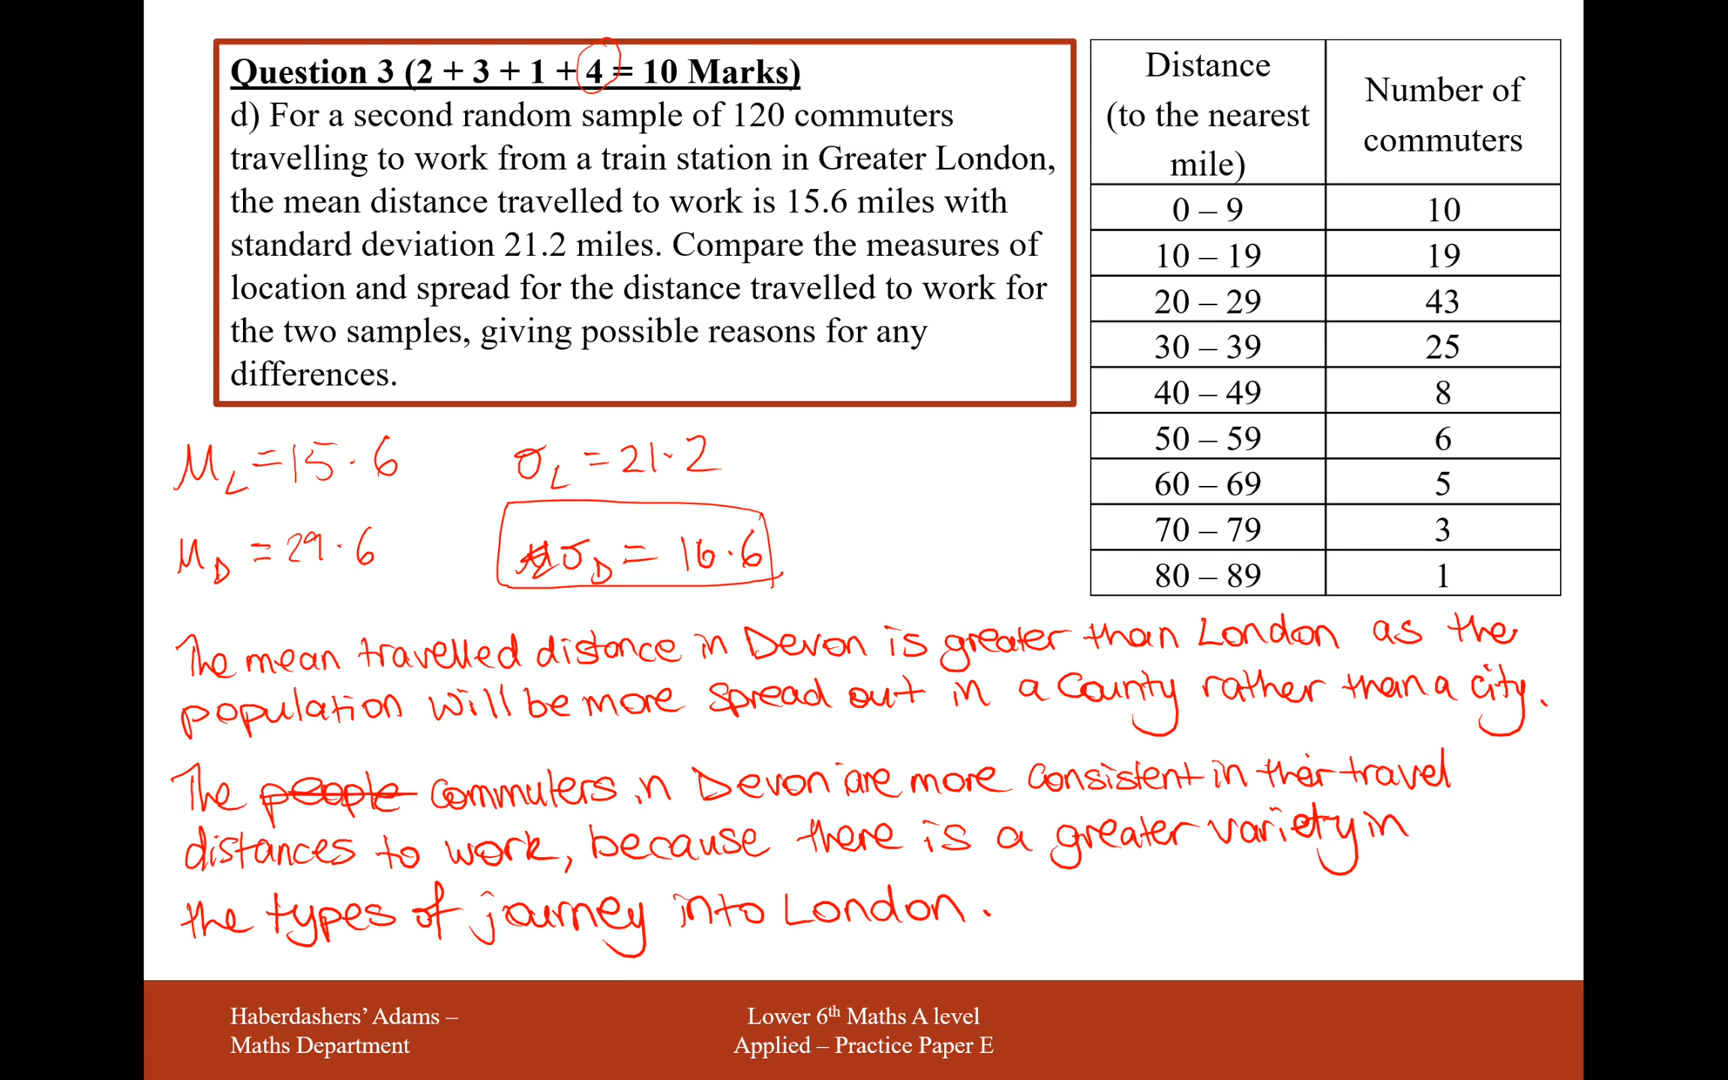 Question 3 (2 + 3 + 1 + 4 = 10 Marks)
d) For a second random sample of 120 commuters
travelling to work from a train station in Greater London,
the mean distance travelled to work is 15.6 miles with
standard deviation 21.2 miles. Compare the measures of
location and spread for the distance travelled to work for
the two samples, giving possible reasons for any
differences.
Distance
(to the nearest
mile)
Number of
commuters
0 – 9 10
10 – 19 19
20 – 29 43
30 – 39 25
40 – 49 8
50 – 59 6
60 – 69 5
70 – 79 3
80 – 89 1
μL = 15.6 σL = 21.2
μD = 29.6 σD = 16.6
The mean travelled distance in Devon is greater than London as the
population will be more spread out in a County rather than a city.
The people commuters in Devon are more consistent in their travel
distances to work, because there is a greater variety in
the types of journey into London.
Haberdashers' Adams –
Maths Department
Lower 6th Maths A level
Applied – Practice Paper E